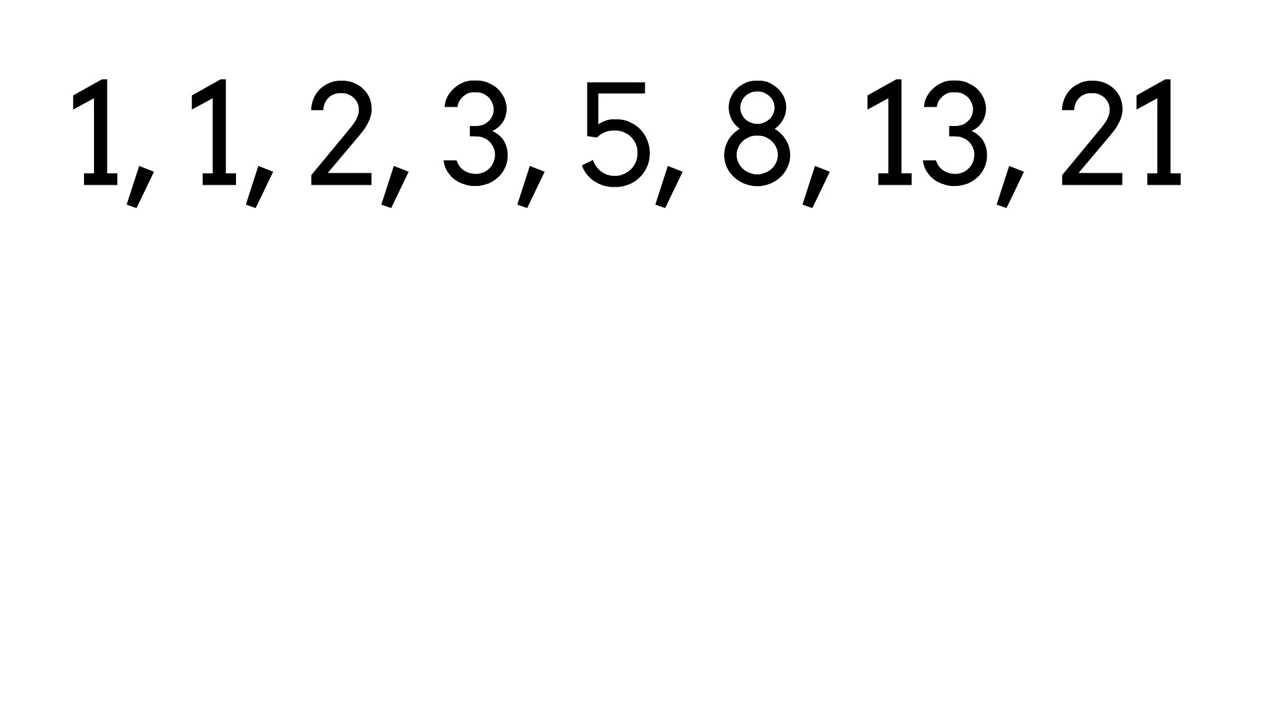 1, 1, 2, 3, 5, 8, 13, 21